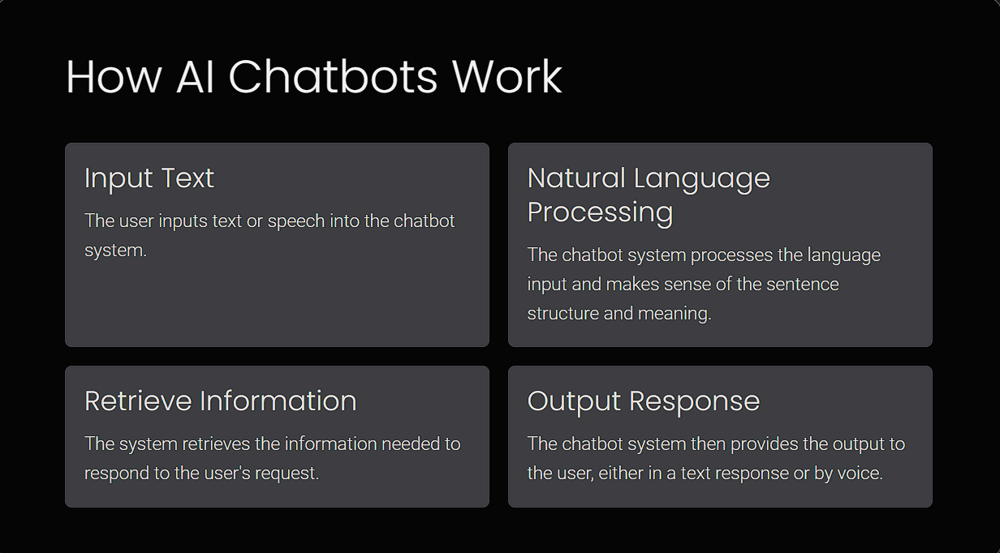 How AI Chatbots Work
Input Text
The user inputs text or speech into the chatbot
system.
Natural Language
Processing
The chatbot system processes the language
input and makes sense of the sentence
structure and meaning.
Retrieve Information
The system retrieves the information needed to
respond to the user's request.
Output Response
The chatbot system then provides the output to
the user, either in a text response or by voice.